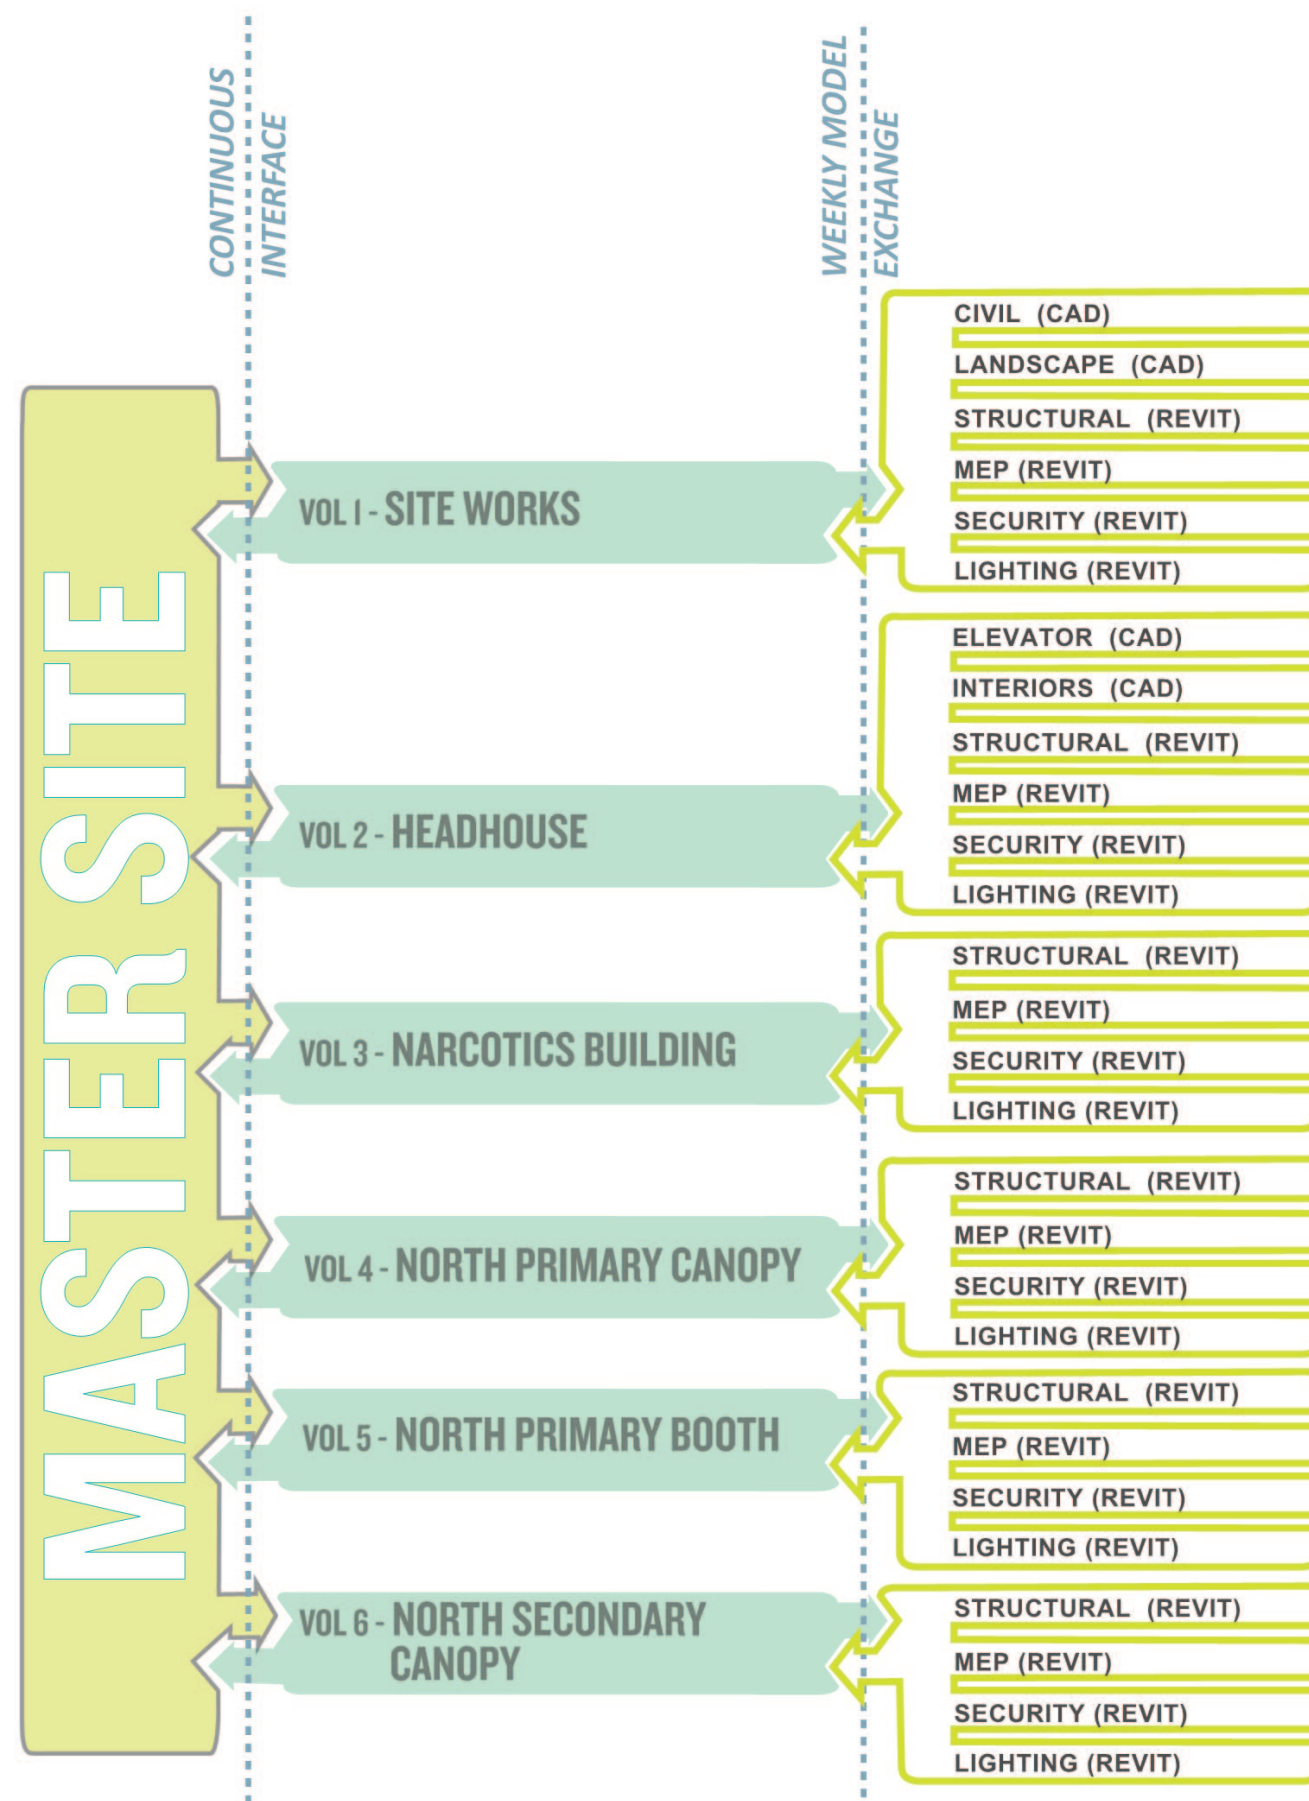 CONTINUOUS
INTERFACE
WEEKLY MODEL
EXCHANGE
MASTER SITE
VOL 1 - SITE WORKS
CIVIL (CAD)
LANDSCAPE (CAD)
STRUCTURAL (REVIT)
MEP (REVIT)
SECURITY (REVIT)
LIGHTING (REVIT)
VOL 2 - HEADHOUSE
ELEVATOR (CAD)
INTERIORS (CAD)
STRUCTURAL (REVIT)
MEP (REVIT)
SECURITY (REVIT)
LIGHTING (REVIT)
VOL 3 - NARCOTICS BUILDING
STRUCTURAL (REVIT)
MEP (REVIT)
SECURITY (REVIT)
LIGHTING (REVIT)
VOL 4 - NORTH PRIMARY CANOPY
STRUCTURAL (REVIT)
MEP (REVIT)
SECURITY (REVIT)
LIGHTING (REVIT)
VOL 5 - NORTH PRIMARY BOOTH
STRUCTURAL (REVIT)
MEP (REVIT)
SECURITY (REVIT)
LIGHTING (REVIT)
VOL 6 - NORTH SECONDARY
CANOPY
STRUCTURAL (REVIT)
MEP (REVIT)
SECURITY (REVIT)
LIGHTING (REVIT)